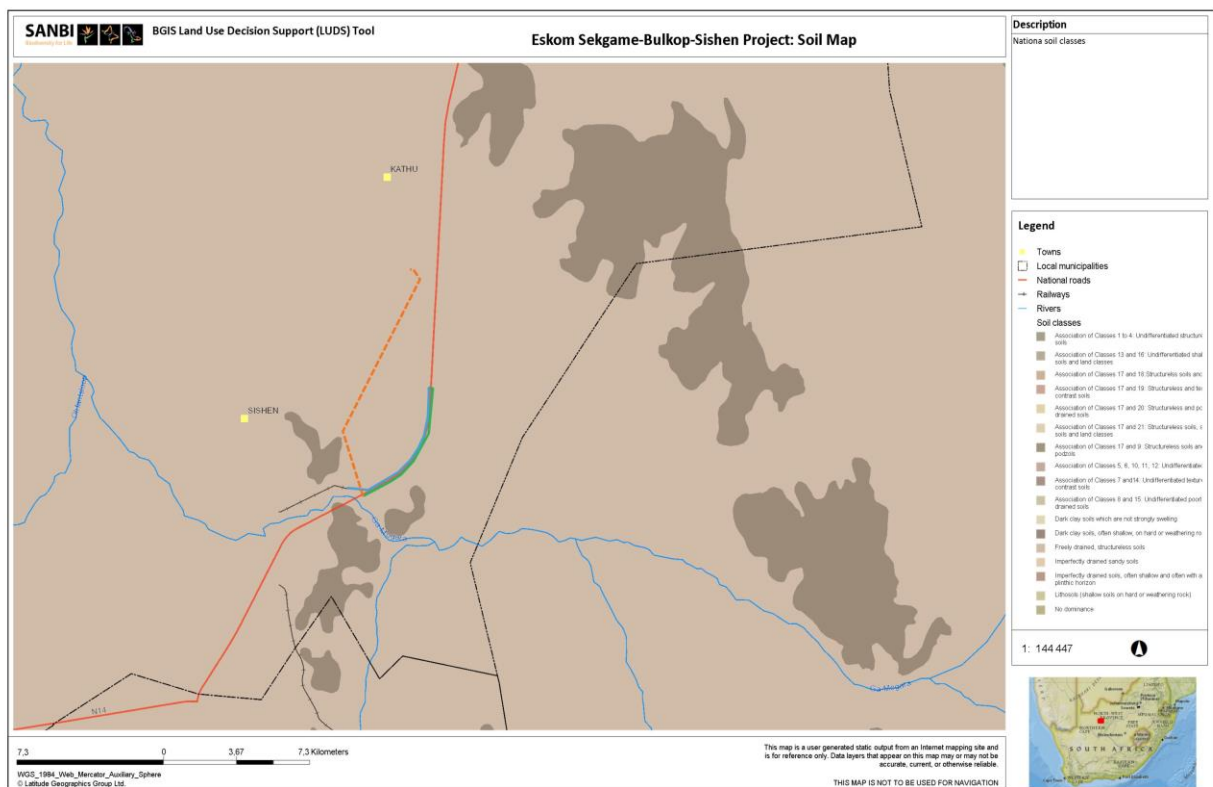 SANBI
Biodiversity for Life
BGIS Land Use Decision Support (LUDS) Tool
Eskom Sekgame-Bulkop-Sishen Project: Soil Map
Description
Nationa soil classes
KATHU
SISHEN
N14
Legend
Towns
Local municipalities
National roads
Railways
Rivers
Soil classes
Association of Classes 1 to 4: Undifferentiated structur
soils
Association of Classes 13 and 16: Undifferentiated shal
soils and land classes
Association of Classes 17 and 18: Structureless soils and
Association of Classes 17 and 19: Structureless and te
contrast soils
Association of Classes 17 and 20: Structureless and po
drained soils
Association of Classes 17 and 21: Structureless soils, c
soils and land classes
Association of Classes 17 and 9: Structureless soils and
podzols
Association of Classes 5, 6, 10, 11, 12: Undifferentiate
Association of Classes 7 and14: Undifferentiated textur
contrast soils
Association of Classes 8 and 15: Undifferentiated poorl
drained soils
Dark clay soils which are not strongly swelling
Dark clay soils, often shallow, on hard or weathering ro
Freely drained, structureless soils
Imperfectly drained sandy soils
Imperfectly drained soils, often shallow and often with a
plinthic horizon
Lithosols (shallow soils on hard or weathering rock)
No dominance
1: 144 447
7,3 0 3,67 7,3 Kilometers
WGS_1984_Web_Mercator_Auxiliary_Sphere
© Latitude Geographics Group Ltd.
This map is a user generated static output from an Internet mapping site and
is for reference only. Data layers that appear on this map may or may not be
accurate, current, or otherwise reliable.
THIS MAP IS NOT TO BE USED FOR NAVIGATION
SOUTH AFRICA